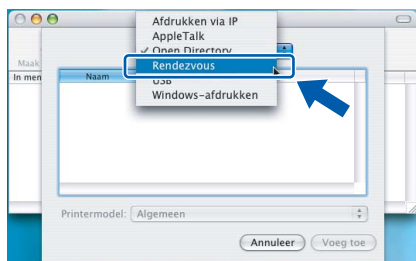 Afdrukken via IP
AppleTalk
✓ Open Directory
Rendezvous
USB
Windows-afdrukken
Maak
In men
Naam
Printermodel: Algemeen
Annuleer
Voeg toe